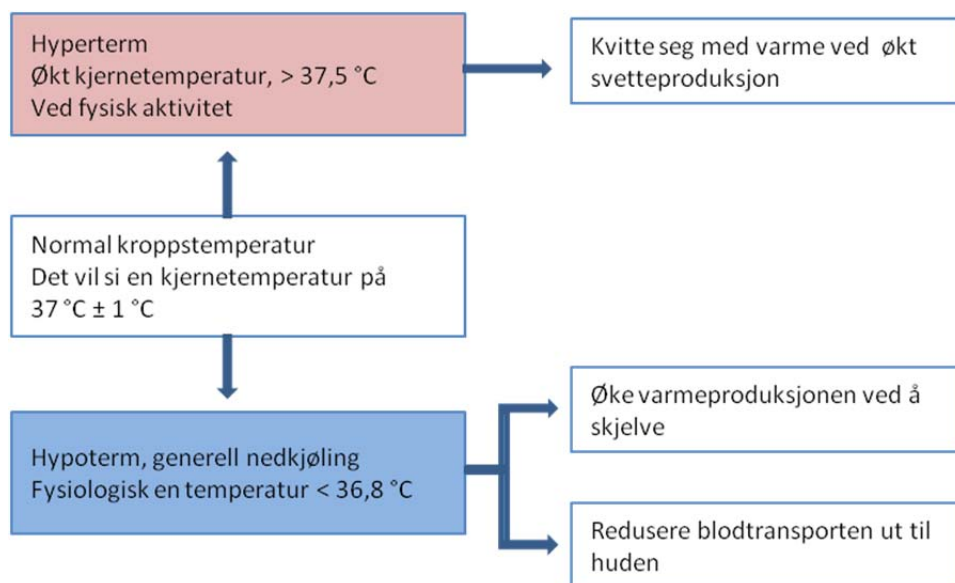 Hyperterm
Økt kjernetemperatur, > 37,5 °C
Ved fysisk aktivitet
Kvitte seg med varme ved økt
svetteproduksjon
Normal kroppstemperatur
Det vil si en kjernetemperatur på
37 °C ± 1 °C
Hypoterm, generell nedkjøling
Fysiologisk en temperatur < 36,8 °C
Øke varmeproduksjonen ved å
skjelve
Redusere blodtransporten ut til
huden